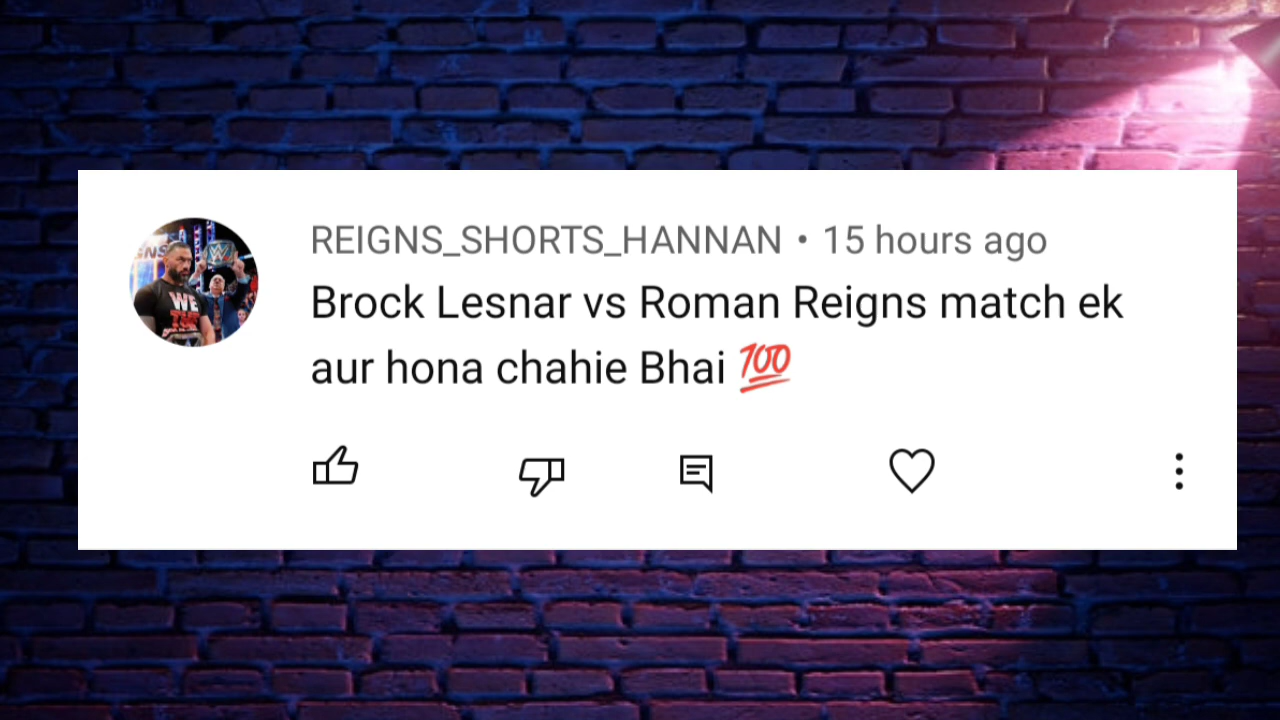 REIGNS_SHORTS_HANNAN • 15 hours ago
Brock Lesnar vs Roman Reigns match ek
aur hona chahie Bhai 💯